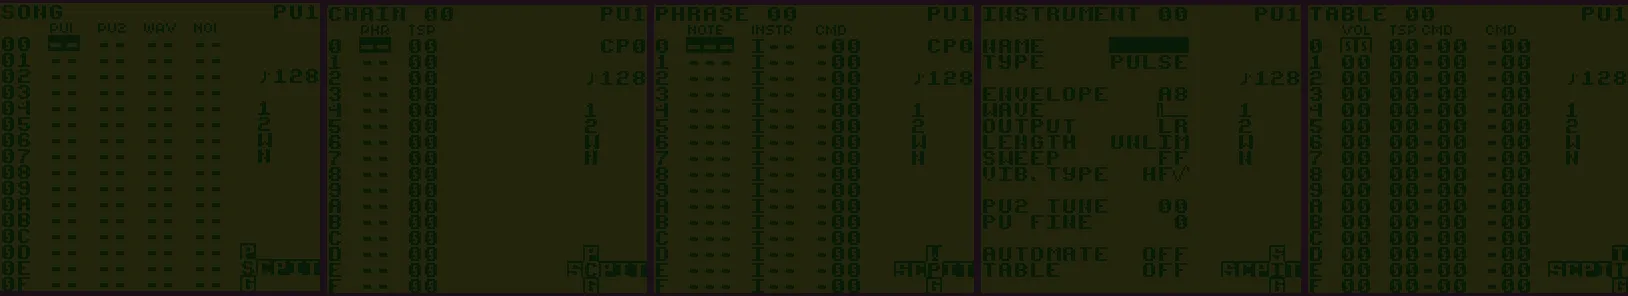 SONG PU1
PU1 PU2 WAV NOI
00 -- -- -- --
01 -- -- -- --
02 -- -- -- -- ♪128
03 -- -- -- --
04 -- -- -- -- 1
05 -- -- -- -- 2
06 -- -- -- -- W
07 -- -- -- -- N
08 -- -- -- --
09 -- -- -- --
0A -- -- -- --
0B -- -- -- --
0C -- -- -- --
0D -- -- -- -- P
0E -- -- -- -- SCPIT
0F -- -- -- -- G
CHAIN 00 PU1
PHR TSP
0 -- 00 CP0
1 -- 00
2 -- 00 ♪128
3 -- 00
4 -- 00 1
5 -- 00 2
6 -- 00 W
7 -- 00 N
8 -- 00
9 -- 00
A -- 00
B -- 00
C -- 00
D -- 00 P
E -- 00 SCPIT
F -- 00 G
PHRASE 00 PU1
NOTE INSTR CMD
0 --- I-- -00 CP0
1 --- I-- -00
2 --- I-- -00 ♪128
3 --- I-- -00
4 --- I-- -00 1
5 --- I-- -00 2
6 --- I-- -00 W
7 --- I-- -00 N
8 --- I-- -00
9 --- I-- -00
A --- I-- -00
B --- I-- -00
C --- I-- -00
D --- I-- -00 T
E --- I-- -00 SCPIT
F --- I-- -00 G
INSTRUMENT 00 PU1
NAME
TYPE PULSE
♪128
ENVELOPE A8
WAVE 1
OUTPUT LR 2
LENGTH UNLIM W
SWEEP FF N
VIB. TYPE HF
PU2 TUNE 00
PU FINE 0
AUTOMATE OFF S
TABLE OFF SCPIT
G
TABLE 00 PU1
VOL TSP CMD CMD
0 00 -00 -00
1 00 00 -00 -00
2 00 00 -00 -00 ♪128
3 00 00 -00 -00
4 00 00 -00 -00 1
5 00 00 -00 -00 2
6 00 00 -00 -00 W
7 00 00 -00 -00 N
8 00 00 -00 -00
9 00 00 -00 -00
A 00 00 -00 -00
B 00 00 -00 -00
C 00 00 -00 -00
D 00 00 -00 -00 T
E 00 00 -00 -00 SCPIT
F 00 00 -00 -00 G